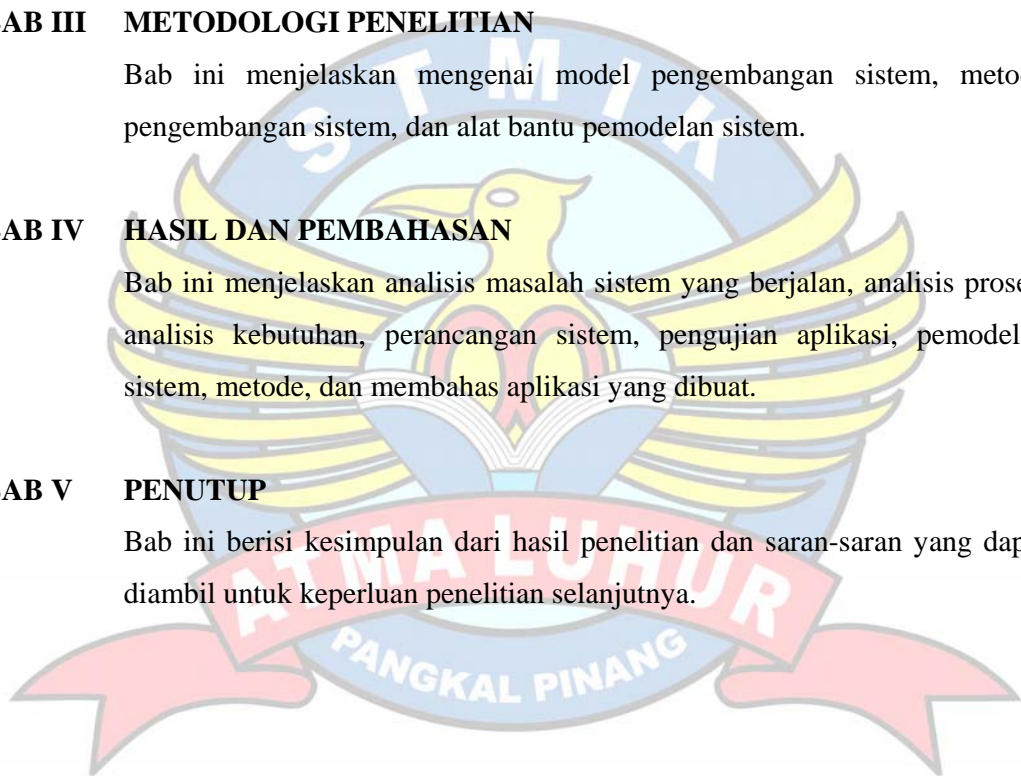 AB III METODOLOGI PENELITIAN
Bab ini menjelaskan mengenai model pengembangan sistem, meto
pengembangan sistem, dan alat bantu pemodelan sistem.
AB IV HASIL DAN PEMBAHASAN
Bab ini menjelaskan analisis masalah sistem yang berjalan, analisis prose
analisis kebutuhan, perancangan sistem, pengujian aplikasi, pemodel
sistem, metode, dan membahas aplikasi yang dibuat.
AB V PENUTUP
Bab ini berisi kesimpulan dari hasil penelitian dan saran-saran yang dap
diambil untuk keperluan penelitian selanjutnya.
STMIK
ATMA LUHUR
PANGKAL PINANG